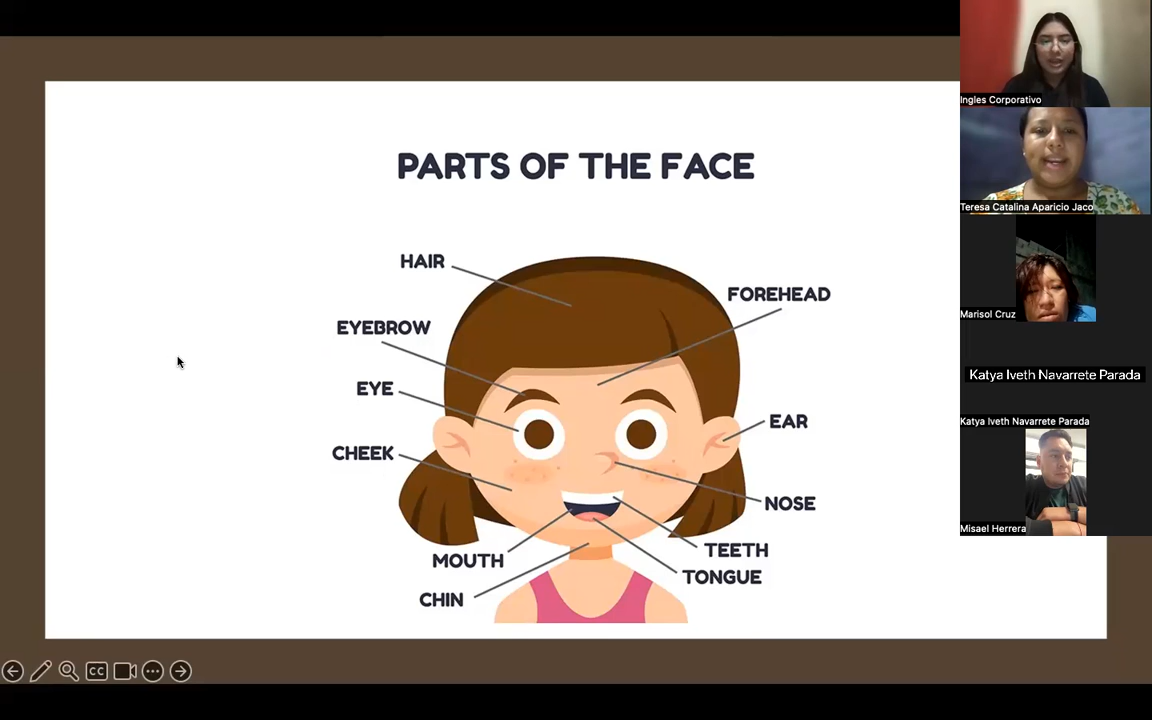 PARTS OF THE FACE
HAIR
FOREHEAD
EYEBROW
EYE
EAR
CHEEK
NOSE
MOUTH
TEETH
TONGUE
CHIN
CC
Ingles Corporativo
Teresa Catalina Aparicio Jaco
Marisol Cruz
Katya Iveth Navarrete Parada
Katya Iveth Navarrete Parada
Misael Herrera